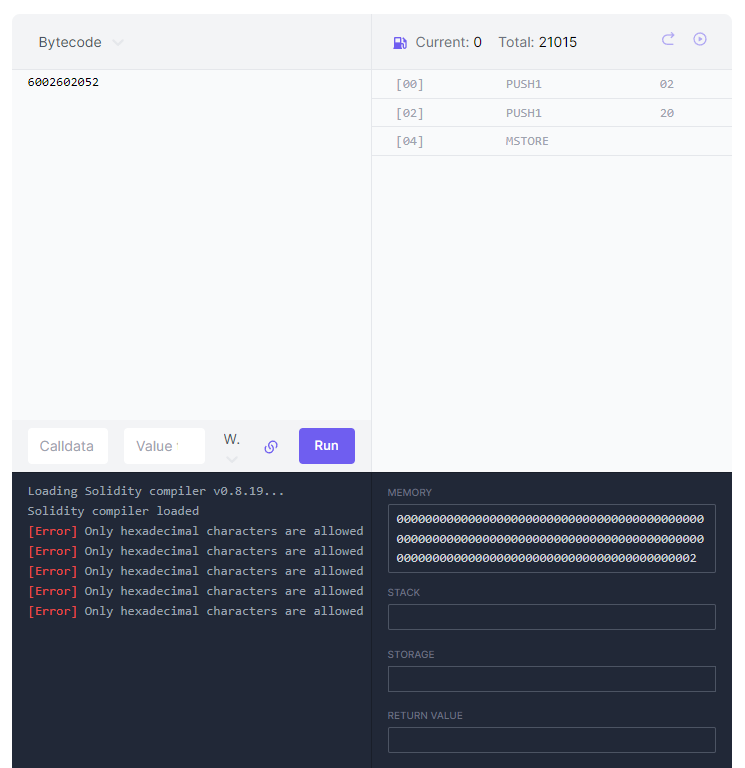 Bytecode
Current: 0 Total: 21015
6002602052
[00] PUSH1 02
[02] PUSH1 20
[04] MSTORE
Calldata
Value
W.
Run
Loading Solidity compiler v0.8.19...
Solidity compiler loaded
[Error] Only hexadecimal characters are allowed
[Error] Only hexadecimal characters are allowed
[Error] Only hexadecimal characters are allowed
[Error] Only hexadecimal characters are allowed
[Error] Only hexadecimal characters are allowed
MEMORY
0000000000000000000000000000000000000000000
0000000000000000000000000000000000000000000
000000000000000000000000000000000000000002
STACK
STORAGE
RETURN VALUE